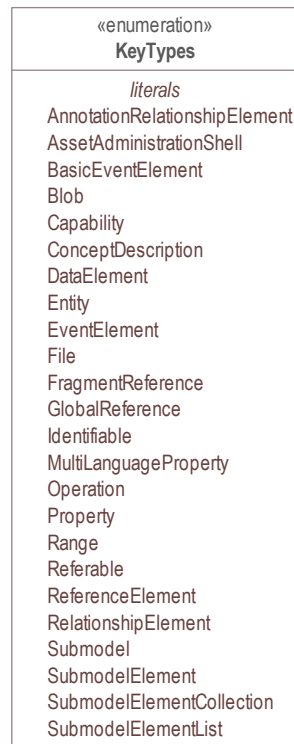 «enumeration»
KeyTypes
literals
AnnotationRelationshipElement
AssetAdministrationShell
BasicEventElement
Blob
Capability
ConceptDescription
DataElement
Entity
EventElement
File
FragmentReference
GlobalReference
Identifiable
MultiLanguageProperty
Operation
Property
Range
Referable
ReferenceElement
RelationshipElement
Submodel
SubmodelElement
SubmodelElementCollection
SubmodelElementList